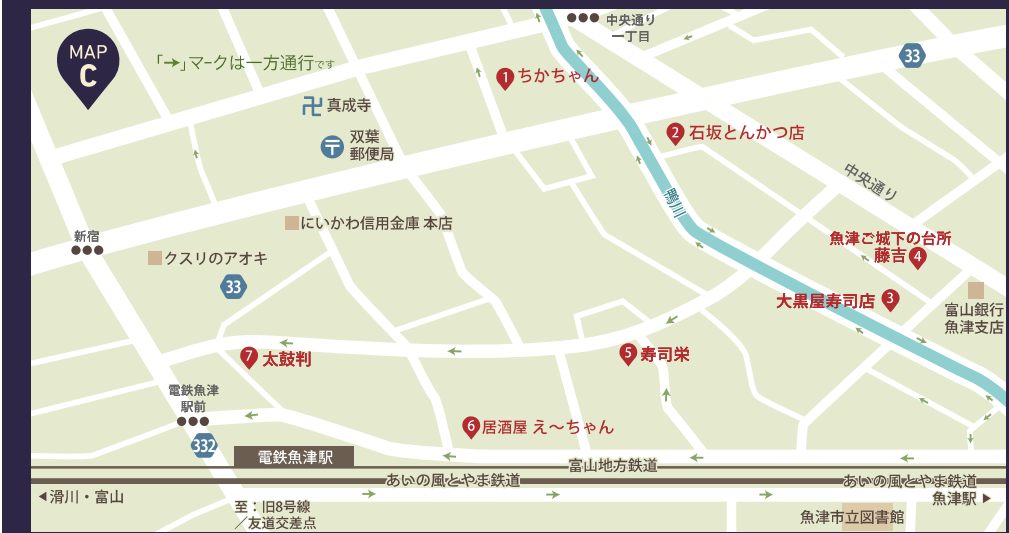 MAP
C
「→」マークは一方通行です
中央通り
一丁目
33
1 ちかちゃん
真成寺
双葉
郵便局
2 石坂とんかつ店
中央通り
鴨川
新宿
にいかわ信用金庫 本店
クスリのアオキ
33
魚津ご城下の台所
藤吉 4
大黒屋寿司店 3
富山銀行
魚津支店
7 太鼓判
5 寿司栄
電鉄魚津
駅前
332
6 居酒屋 え〜ちゃん
電鉄魚津駅
富山地方鉄道
あいの風とやま鉄道
あいの風とやま鉄道
◀滑川・富山
魚津駅 ▶
至:旧8号線
/友道交差点
魚津市立図書館